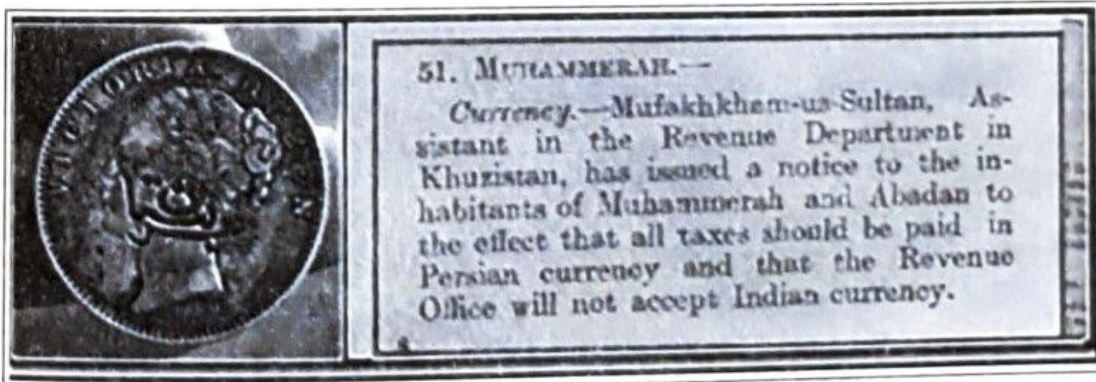 VICTORIA QUEEN
51. MUHAMMERAH.—
Currency.—Mufakhkham-us-Sultan, As-
sistant in the Revenue Department in
Khuzistan, has issued a notice to the in-
habitants of Muhammerah and Abadan to
the effect that all taxes should be paid in
Persian currency and that the Revenue
Office will not accept Indian currency.